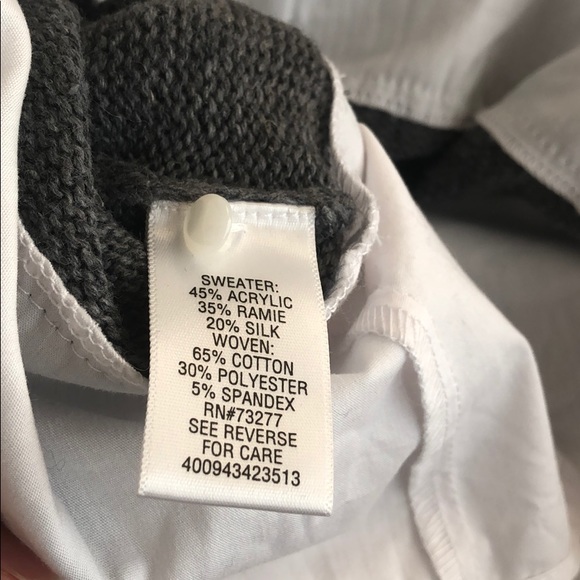 SWEATER:
45% ACRYLIC
35% RAMIE
20% SILK
WOVEN:
65% COTTON
30% POLYESTER
5% SPANDEX
RN#73277
SEE REVERSE
FOR CARE
400943423513